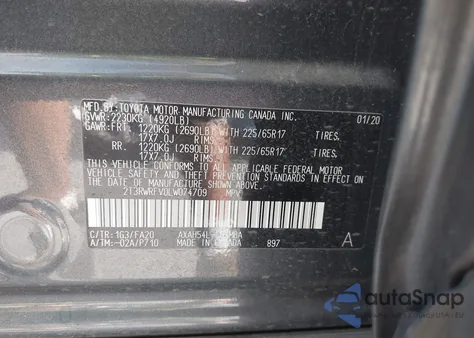 MFD.BY:TOYOTA MOTOR MANUFACTURING CANADA INC.
GVWR:2230KG (4920LB) 01/20
GAWR:FRT 1220KG (2690LB) WITH 225/65R17 TIRES.
17X7.0J RIMS
RR 1220KG (2690LB) WITH 225/65R17 TIRES.
17X7.0J RIMS
THIS VEHICLE CONFORMS TO ALL APPLICABLE FEDERAL MOTOR
VEHICLE SAFETY AND BUMPER STANDARDS IN EFFECT ON THE
DATE OF MANUFACTURE SHOWN ABOVE.
2T3RWRFV0LW074709 MPV
C/TR: 1G3/FA20
A/TM: -02A/P710 MADE IN CANADA 897 A
autoSnap